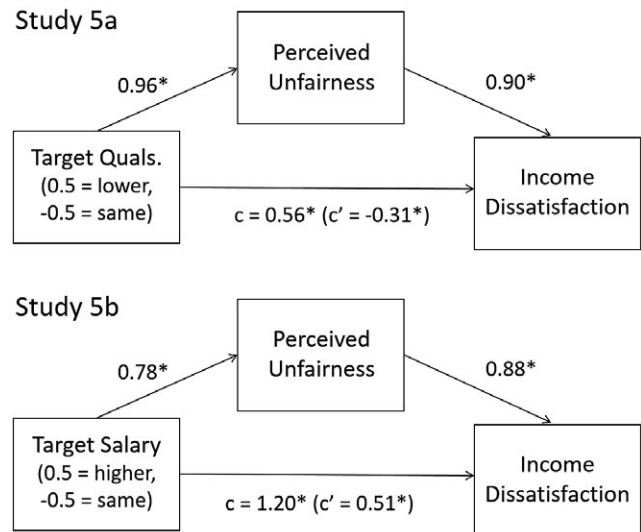 Study 5a
Perceived
Unfairness
0.96*
0.90*
Target Quals.
(0.5 = lower,
-0.5 = same)
c = 0.56* (c’ = -0.31*)
Income
Dissatisfaction
Study 5b
Perceived
Unfairness
0.78*
0.88*
Target Salary
(0.5 = higher,
-0.5 = same)
c = 1.20* (c’ = 0.51*)
Income
Dissatisfaction